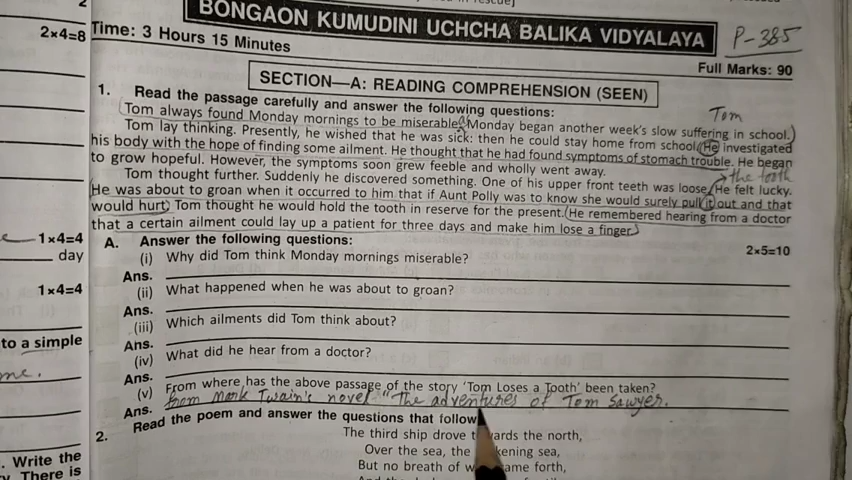 2
2×4=8
BONGAON KUMUDINI UCHCHA BALIKA VIDYALAYA
P-385
Time: 3 Hours 15 Minutes
Full Marks: 90
SECTION—A: READING COMPREHENSION (SEEN)
1. Read the passage carefully and answer the following questions:
Tom
Tom always found Monday mornings to be miserable. Monday began another week's slow suffering in school.
Tom lay thinking. Presently, he wished that he was sick: then he could stay home from school. He investigated
his body with the hope of finding some ailment. He thought that he had found symptoms of stomach trouble. He began
to grow hopeful. However, the symptoms soon grew feeble and wholly went away.
the tooth
Tom thought further. Suddenly he discovered something. One of his upper front teeth was loose. He felt lucky.
He was about to groan when it occurred to him that if Aunt Polly was to know she would surely pull it out and that
would hurt. Tom thought he would hold the tooth in reserve for the present. He remembered hearing from a doctor
that a certain ailment could lay up a patient for three days and make him lose a finger.
1×4=4
day
1×4=4
to a simple
me.
. Write the
y. There is
A. Answer the following questions:
2×5=10
(i) Why did Tom think Monday mornings miserable?
Ans.
(ii) What happened when he was about to groan?
Ans.
(iii) Which ailments did Tom think about?
Ans.
(iv) What did he hear from a doctor?
Ans.
(v) From where has the above passage of the story 'Tom Loses a Tooth' been taken?
Ans. from Mark Twain's novel "The adventures of Tom Sawyer.
2. Read the poem and answer the questions that follow
The third ship drove towards the north,
Over the sea, the kening sea,
But no breath of w ame forth,